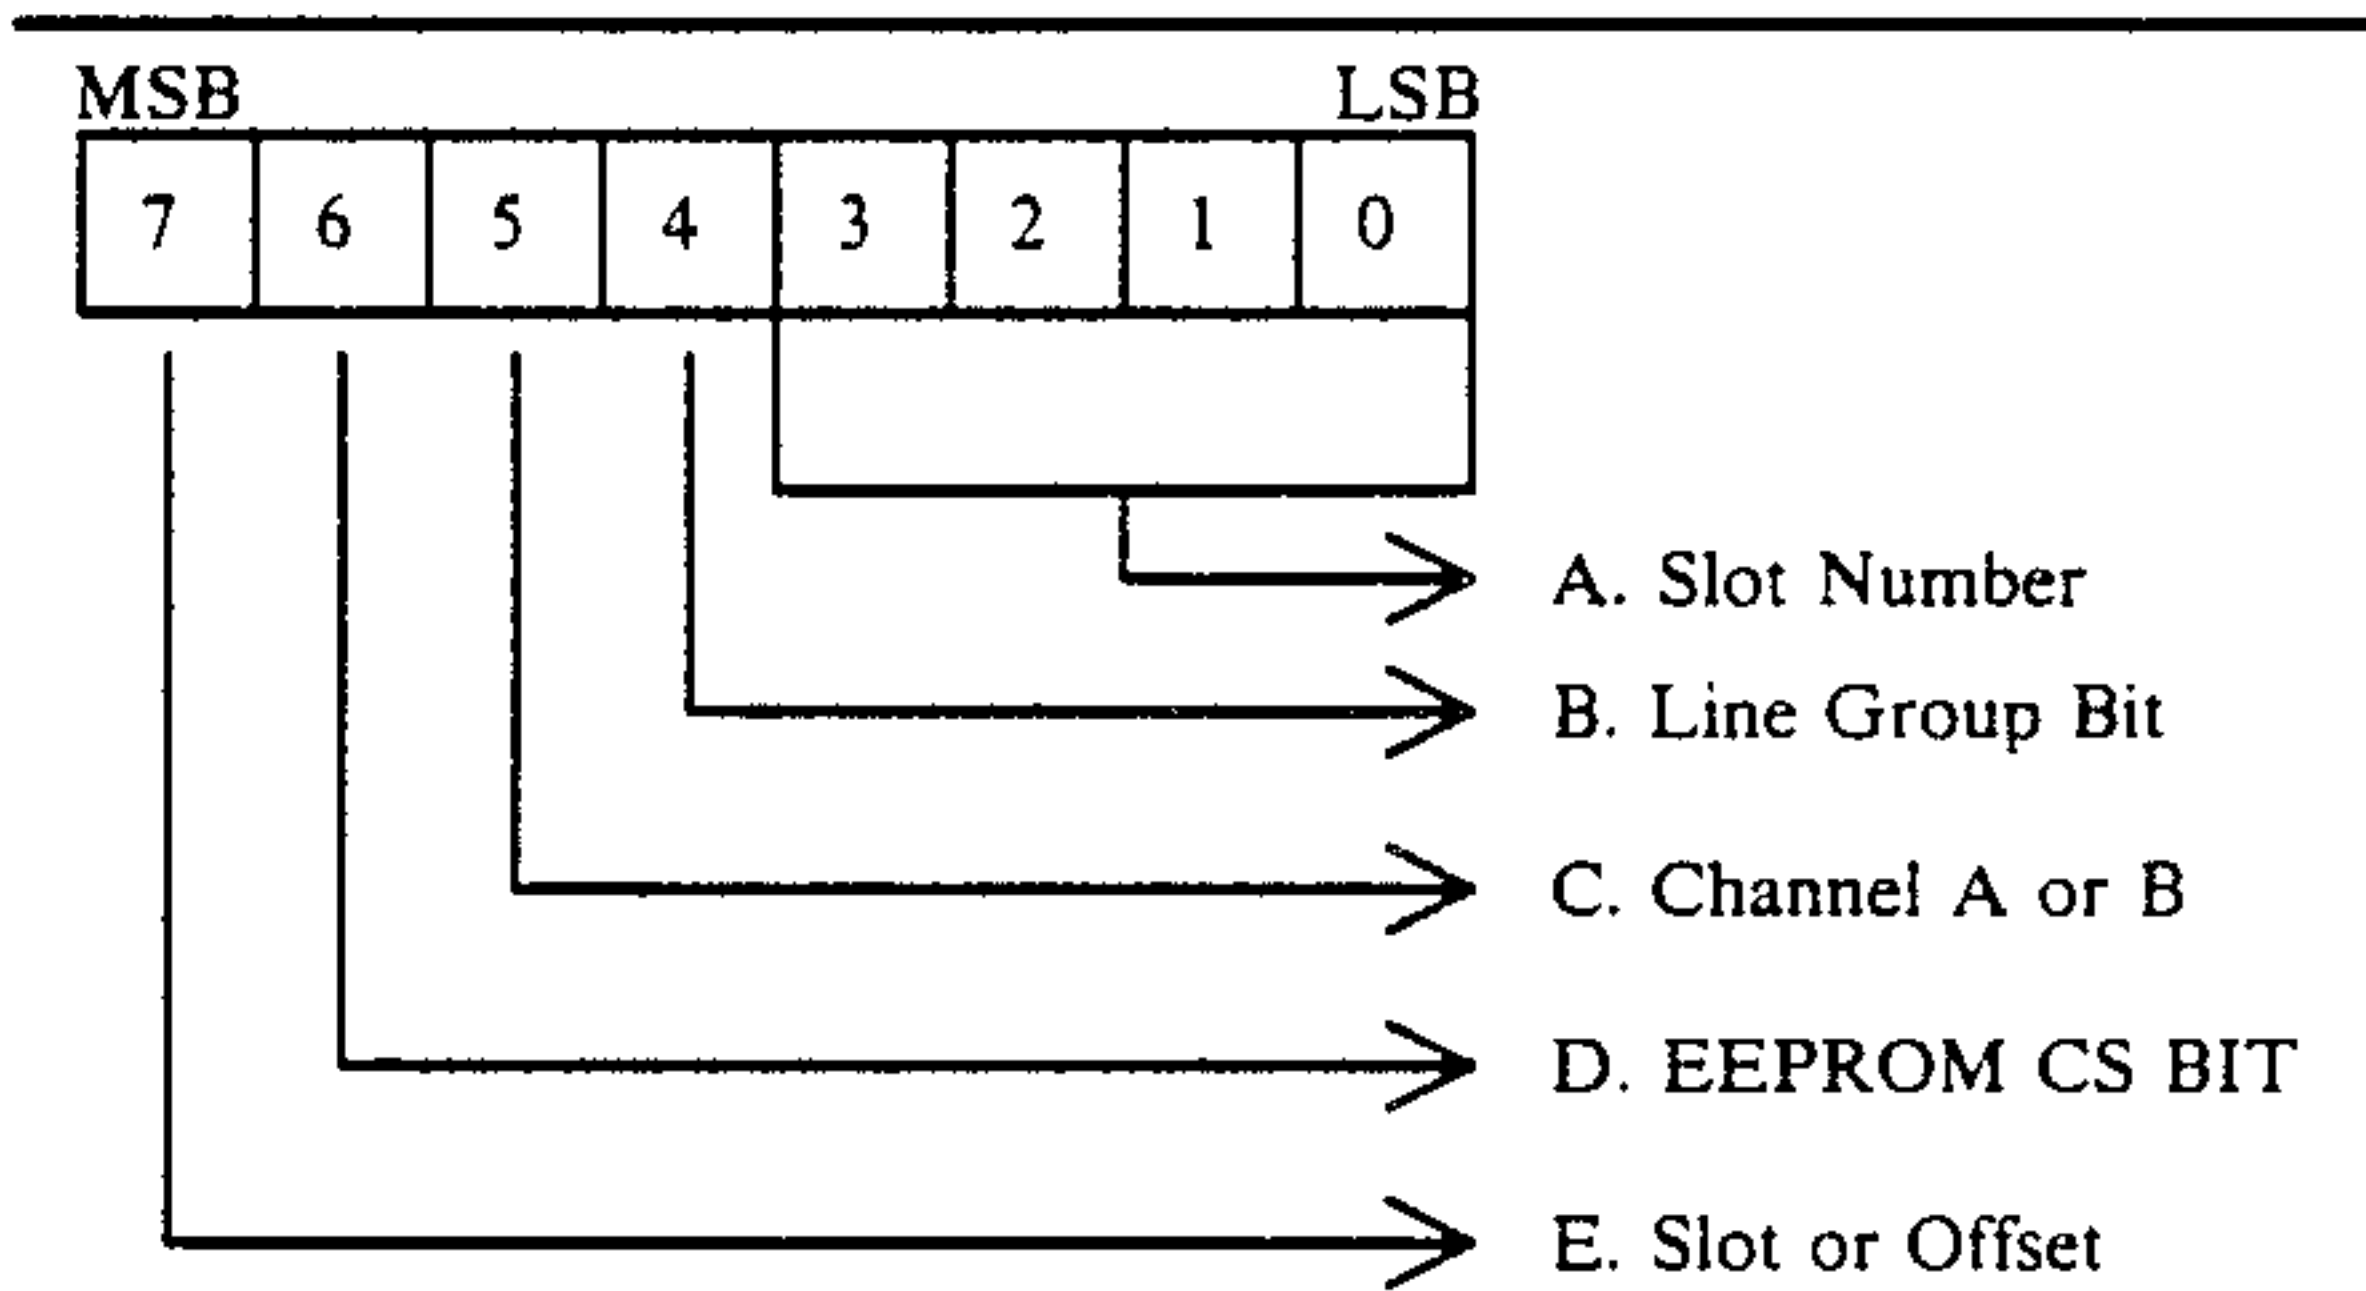 MSB LSB
7 6 5 4 3 2 1 0
A. Slot Number
B. Line Group Bit
C. Channel A or B
D. EEPROM CS BIT
E. Slot or Offset